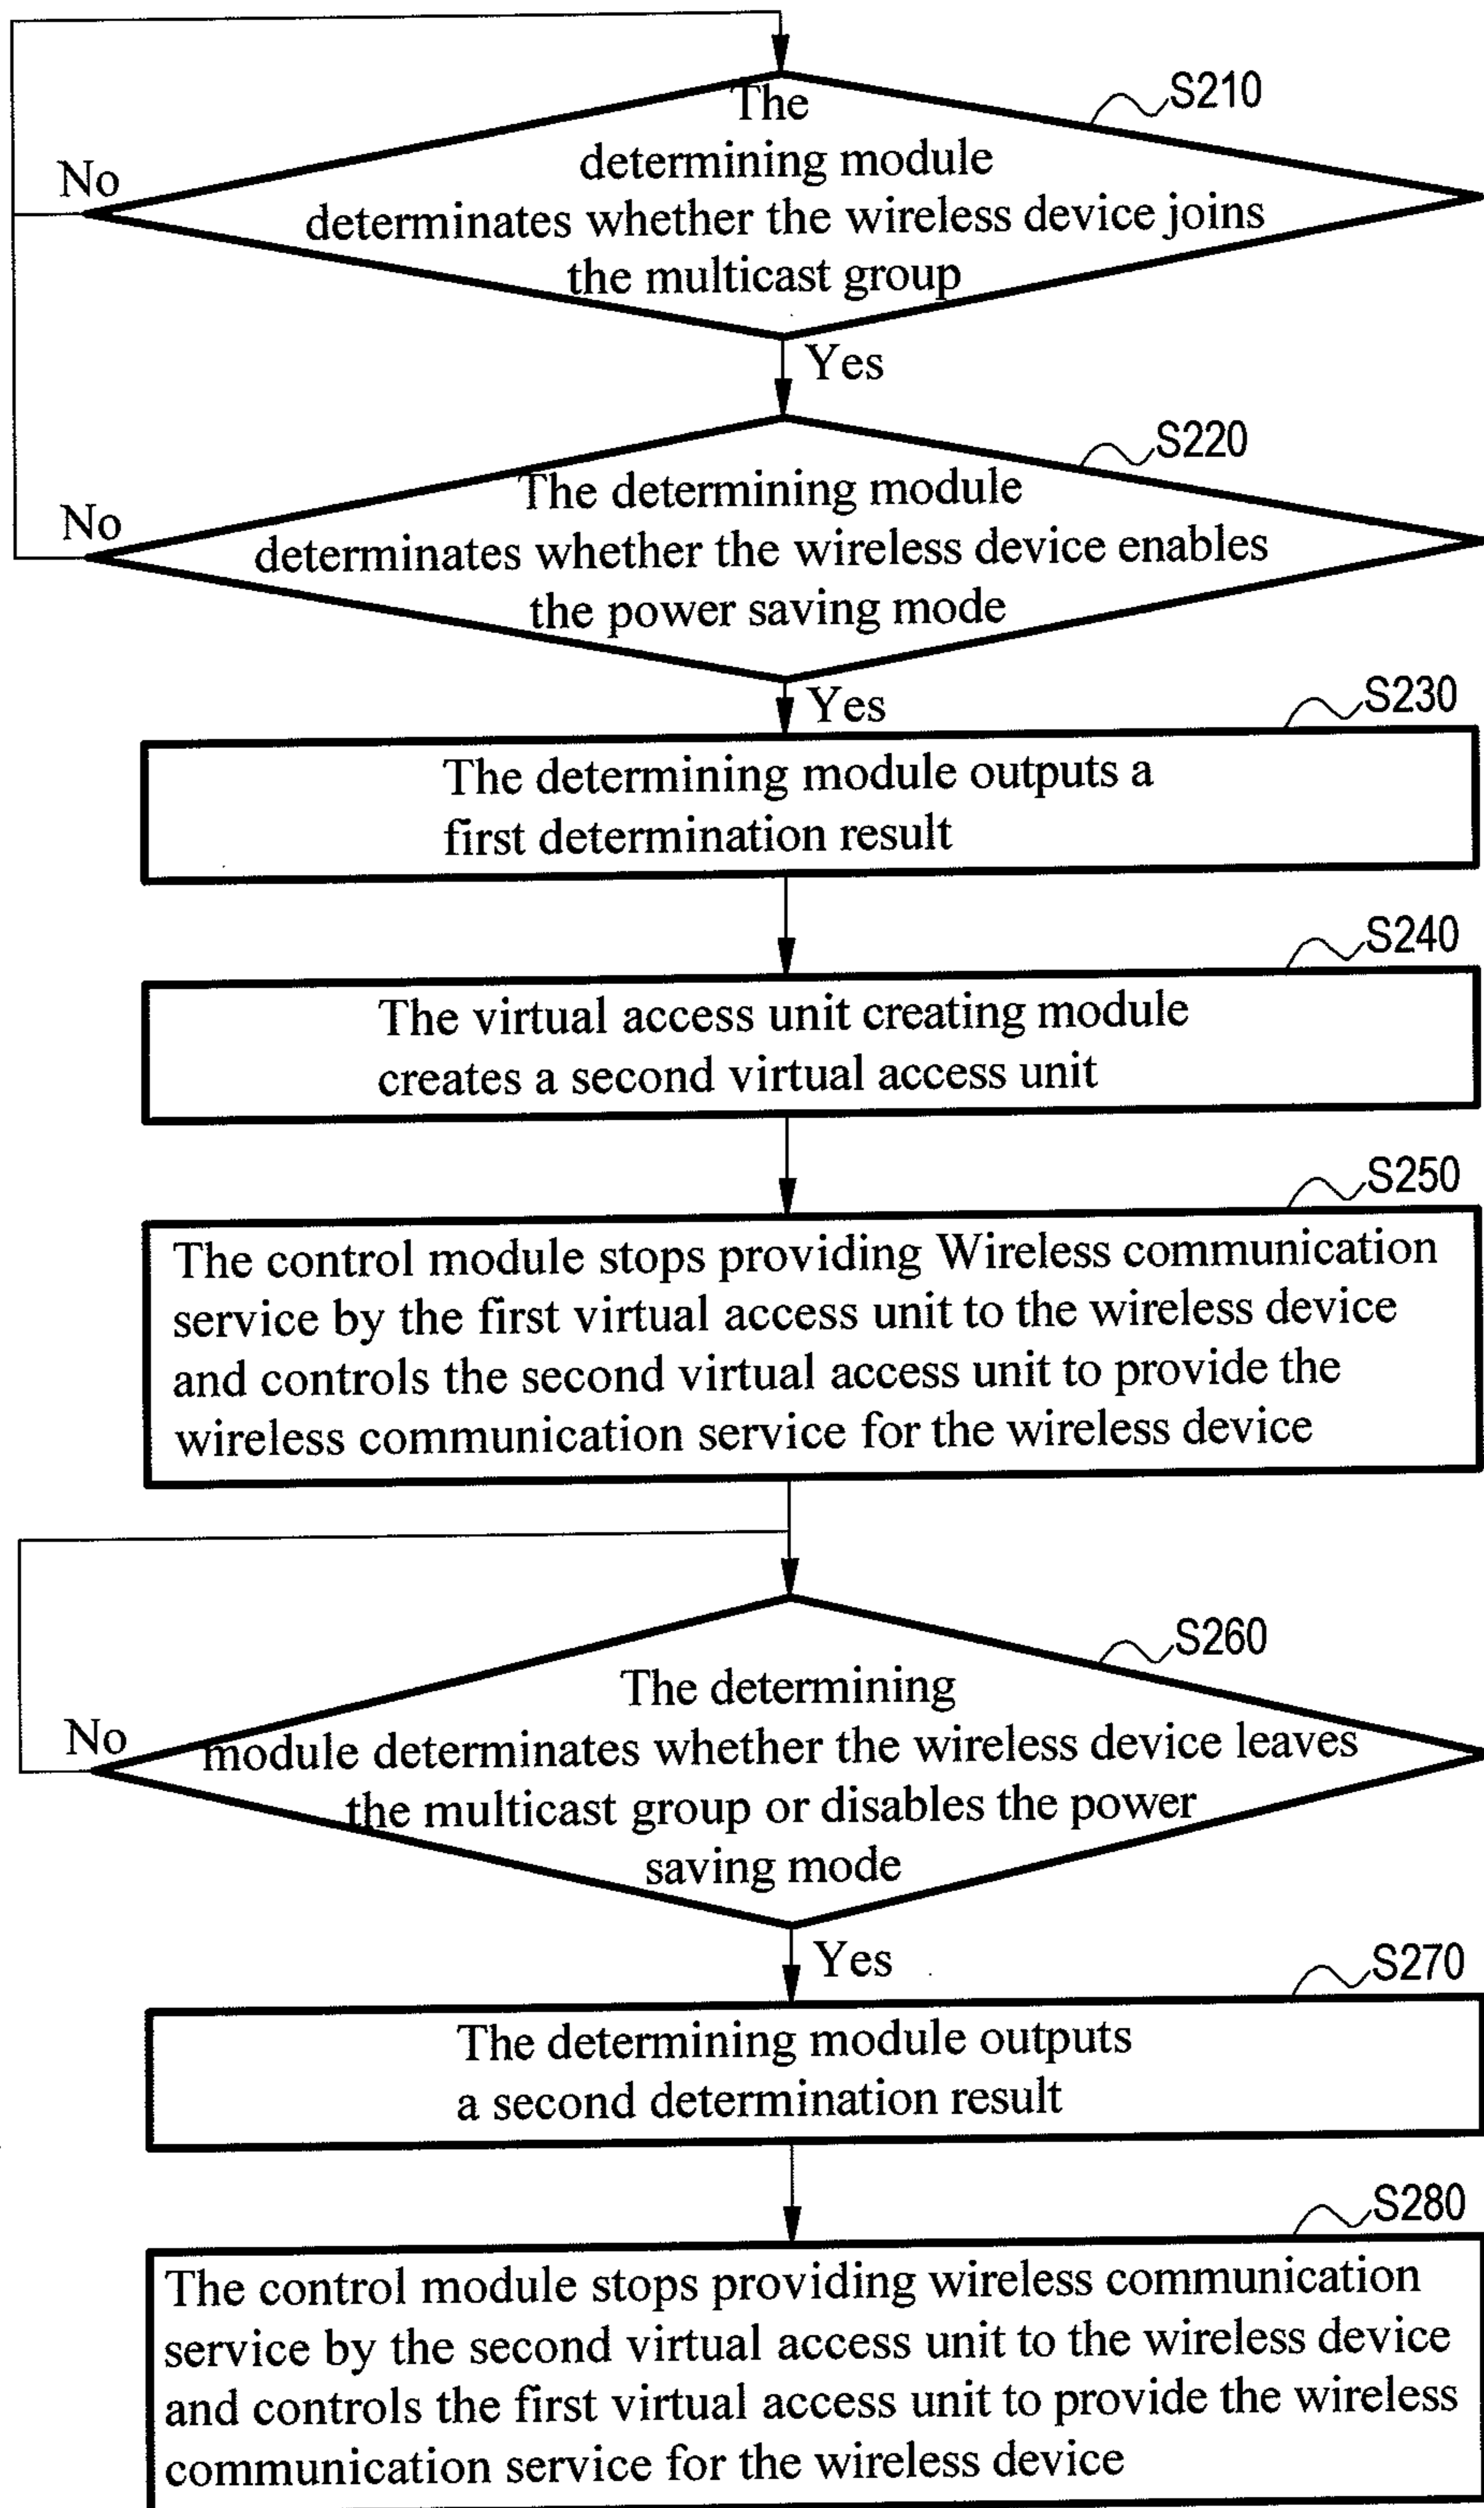 S210
The
determining module
determinates whether the wireless device joins
the multicast group
No
Yes
S220
The determining module
determinates whether the wireless device enables
the power saving mode
No
Yes
S230
The determining module outputs a
first determination result
S240
The virtual access unit creating module
creates a second virtual access unit
S250
The control module stops providing Wireless communication
service by the first virtual access unit to the wireless device
and controls the second virtual access unit to provide the
wireless communication service for the wireless device
S260
The determining
module determinates whether the wireless device leaves
the multicast group or disables the power
saving mode
No
Yes
S270
The determining module outputs
a second determination result
S280
The control module stops providing wireless communication
service by the second virtual access unit to the wireless device
and controls the first virtual access unit to provide the wireless
communication service for the wireless device